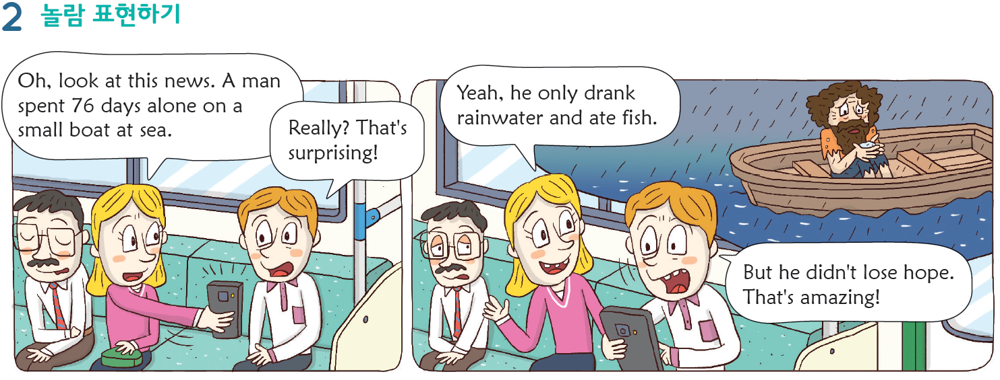 2 놀람 표현하기
Oh, look at this news. A man
spent 76 days alone on a
small boat at sea.
Really? That's
surprising!
Yeah, he only drank
rainwater and ate fish.
But he didn't lose hope.
That's amazing!